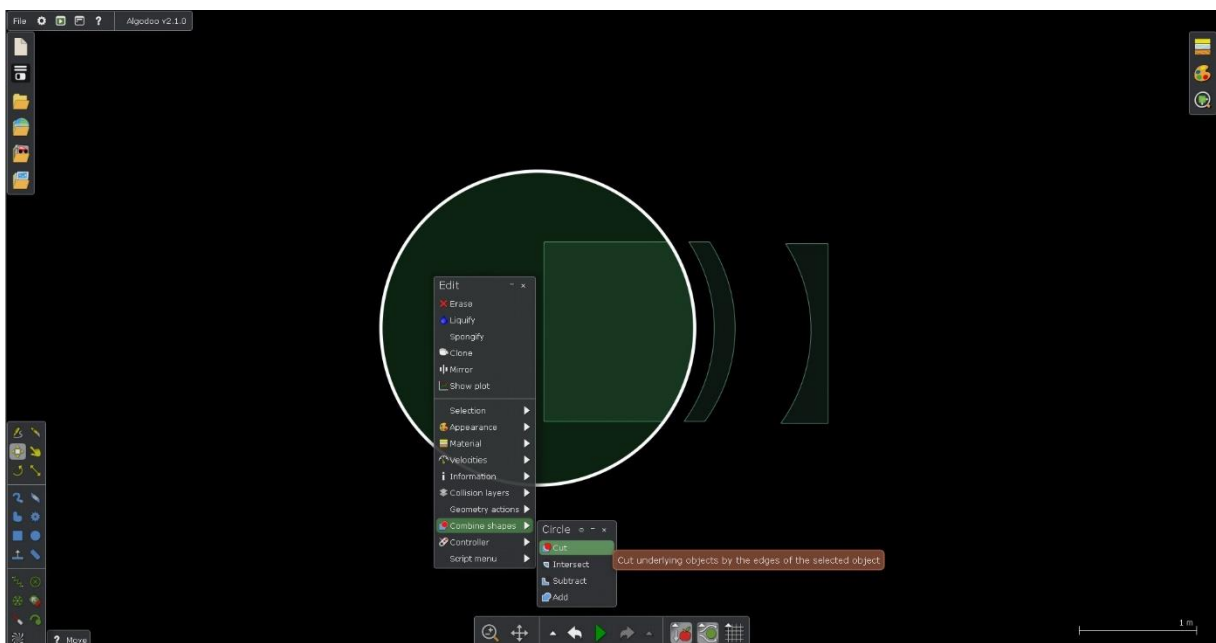 File ? Algodoo v2.1.0
Edit - ×
Erase
Liquify
Spongify
Clone
Mirror
Show plot
Selection
Appearance
Material
Velocities
Information
Collision layers
Geometry actions
Combine shapes
Controller
Script menu
Circle - ×
Cut
Intersect
Subtract
Add
Cut underlying objects by the edges of the selected object
? Move
1 m